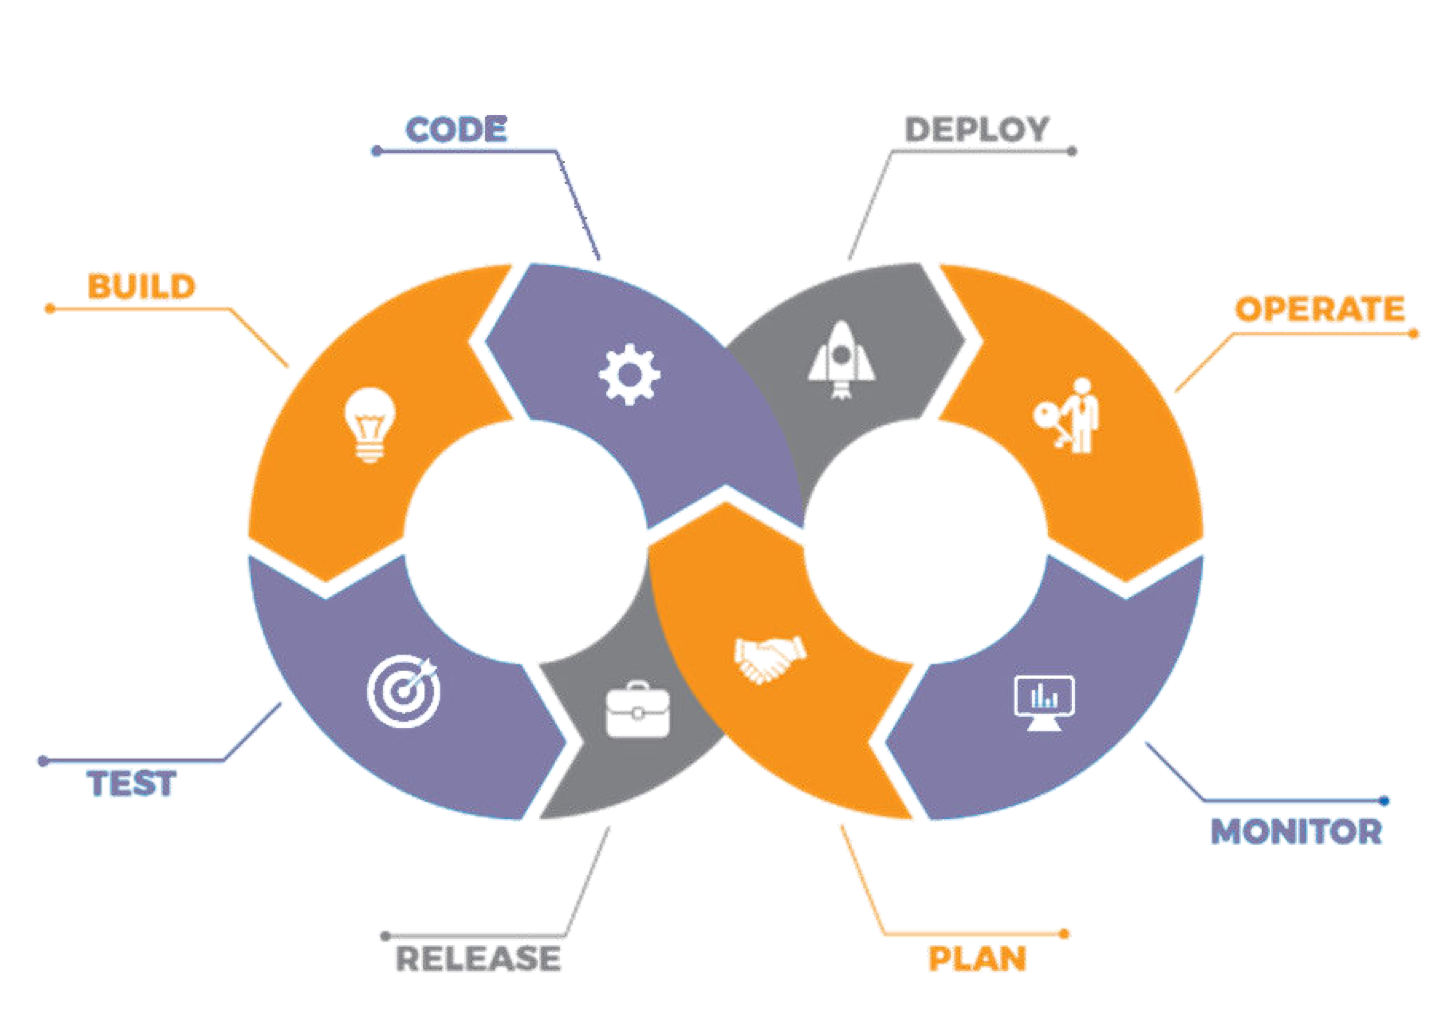 CODE
DEPLOY
BUILD
OPERATE
TEST
MONITOR
RELEASE
PLAN